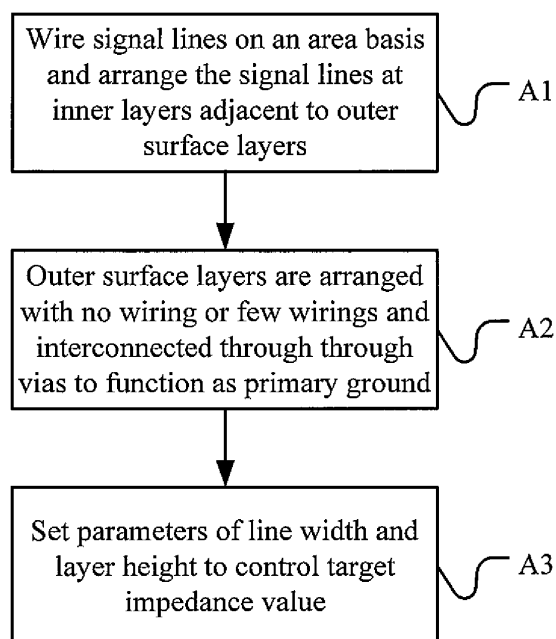 Wire signal lines on an area basis
and arrange the signal lines at
inner layers adjacent to outer
surface layers
A1
Outer surface layers are arranged
with no wiring or few wirings and
interconnected through through
vias to function as primary ground
A2
Set parameters of line width and
layer height to control target
impedance value
A3